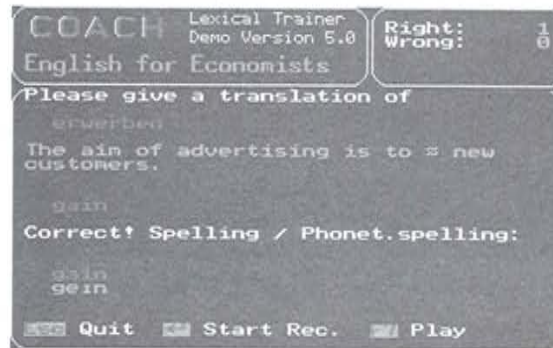 COACH
Lexical Trainer
Demo Version 5.0
English for Economists
Right: 1
Wrong: 0
Please give a translation of
erwerben
The aim of advertising is to ≈ new
customers.
gain
Correct! Spelling / Phonet.spelling:
gain
gein
Quit Start Rec. Play